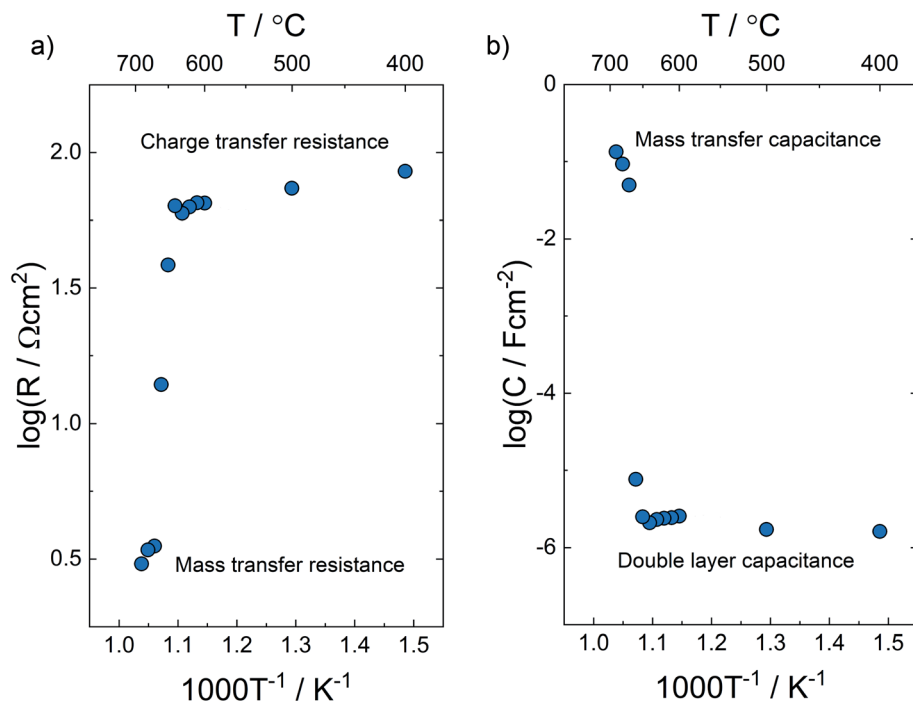 a)
T / °C
700 600 500 400
Charge transfer resistance
2.0
1.5
1.0
0.5
log(R / Ωcm²)
Mass transfer resistance
1.0 1.1 1.2 1.3 1.4 1.5
1000T⁻¹ / K⁻¹
b)
T / °C
700 600 500 400
Mass transfer capacitance
0
-2
-4
-6
log(C / Fcm⁻²)
Double layer capacitance
1.0 1.1 1.2 1.3 1.4 1.5
1000T⁻¹ / K⁻¹